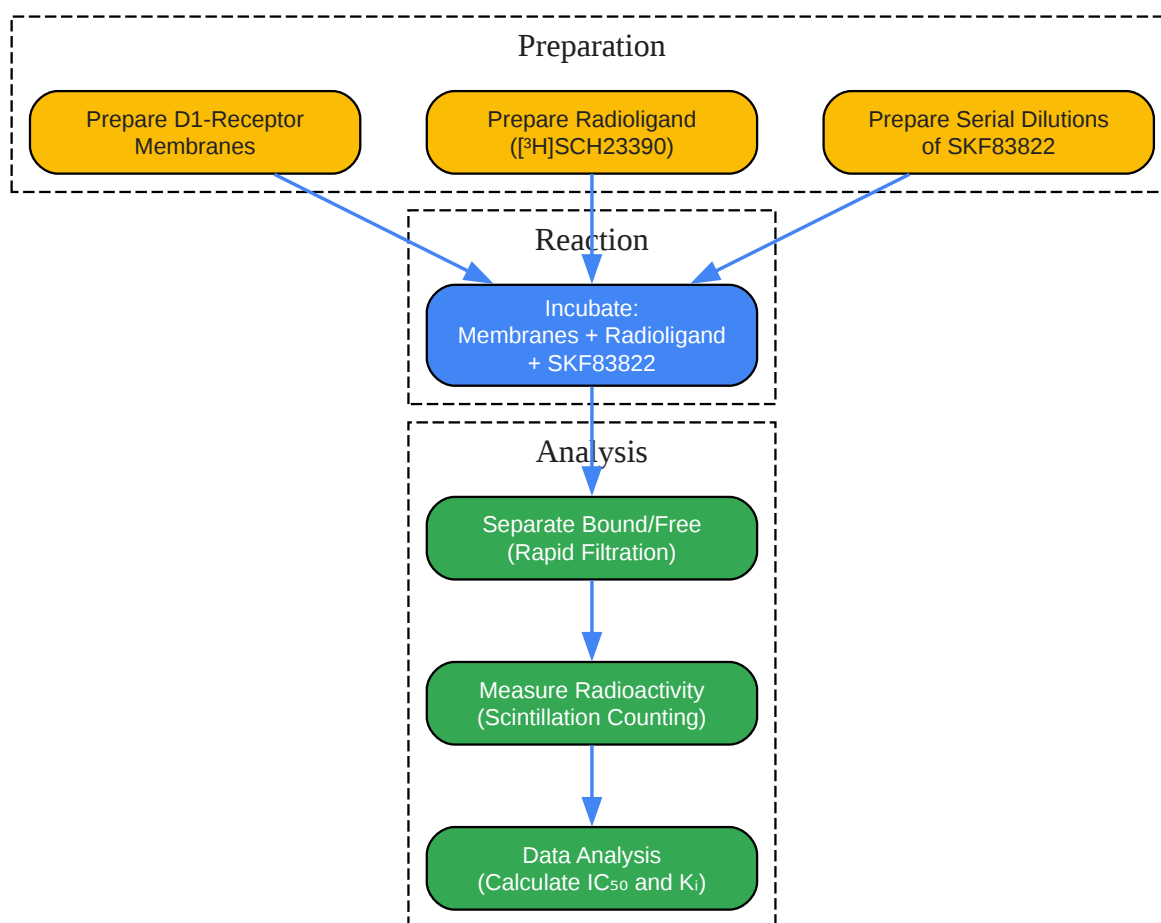 Preparation
Prepare D1-Receptor
Membranes
Prepare Radioligand
([³H]SCH23390)
Prepare Serial Dilutions
of SKF83822
Reaction
Incubate:
Membranes + Radioligand
+ SKF83822
Analysis
Separate Bound/Free
(Rapid Filtration)
Measure Radioactivity
(Scintillation Counting)
Data Analysis
(Calculate IC₅₀ and Kᵢ)